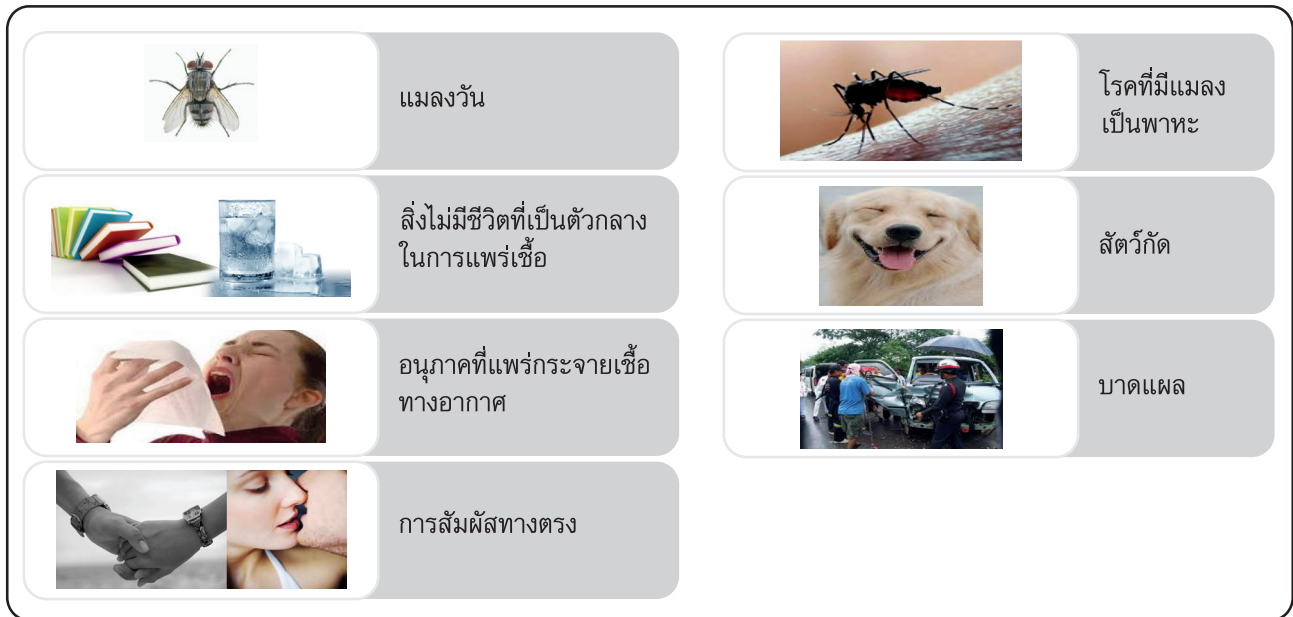 แมลงวัน
สิ่งไม่มีชีวิตที่เป็นตัวกลาง
ในการแพร่เชื้อ
อนุภาคที่แพร่กระจายเชื้อ
ทางอากาศ
การสัมผัสทางตรง
โรคที่มีแมลง
เป็นพาหะ
สัตว์กัด
บาดแผล